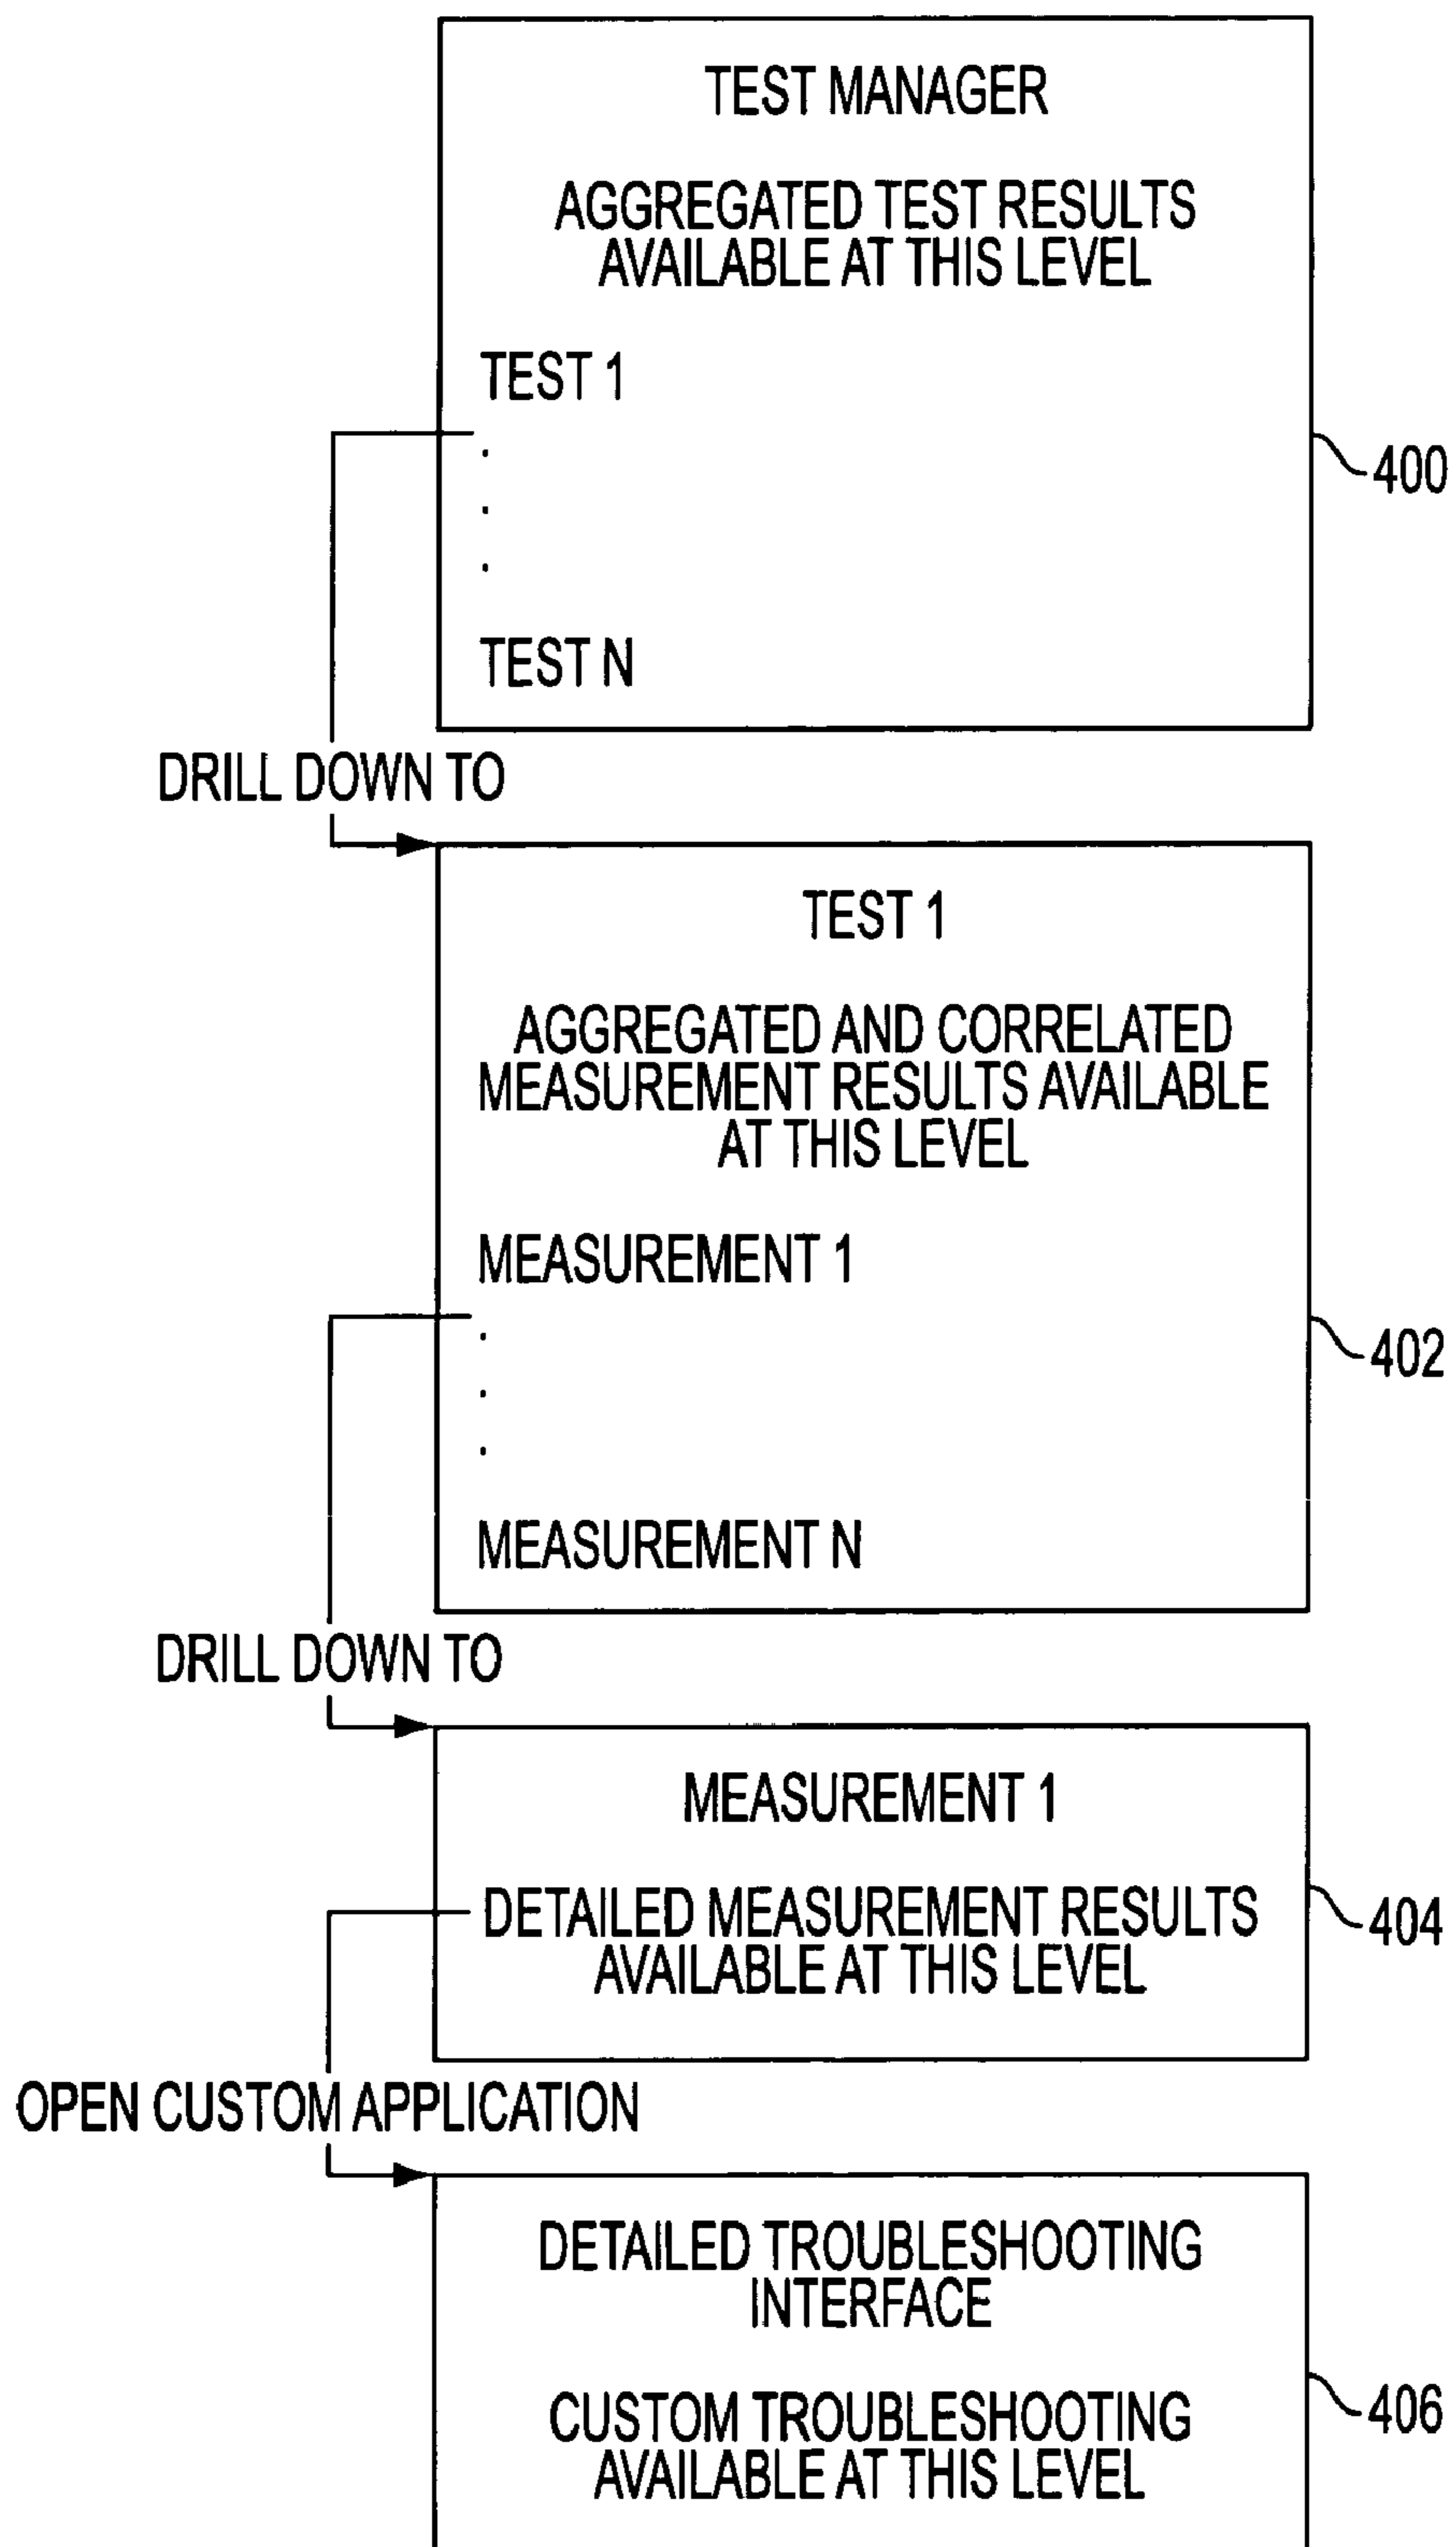 TEST MANAGER
AGGREGATED TEST RESULTS
AVAILABLE AT THIS LEVEL
TEST 1
.
.
.
TEST N
400
DRILL DOWN TO
TEST 1
AGGREGATED AND CORRELATED
MEASUREMENT RESULTS AVAILABLE
AT THIS LEVEL
MEASUREMENT 1
.
.
.
MEASUREMENT N
402
DRILL DOWN TO
MEASUREMENT 1
DETAILED MEASUREMENT RESULTS
AVAILABLE AT THIS LEVEL
404
OPEN CUSTOM APPLICATION
DETAILED TROUBLESHOOTING
INTERFACE
CUSTOM TROUBLESHOOTING
AVAILABLE AT THIS LEVEL
406